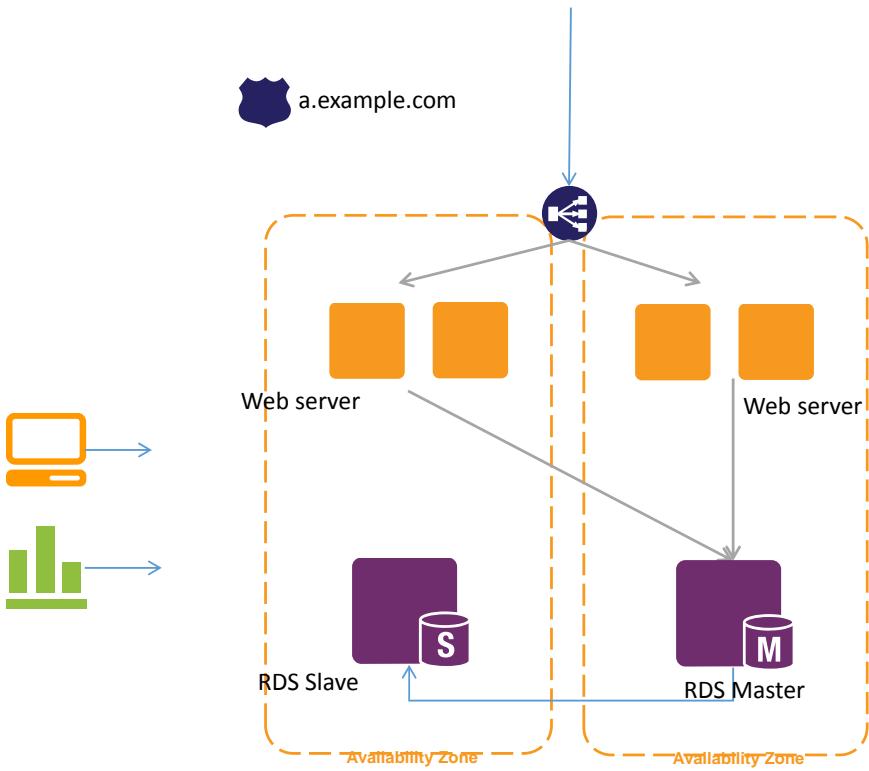 a.example.com
Web server
Web server
S
M
RDS Slave
RDS Master
Availability Zone
Availability Zone